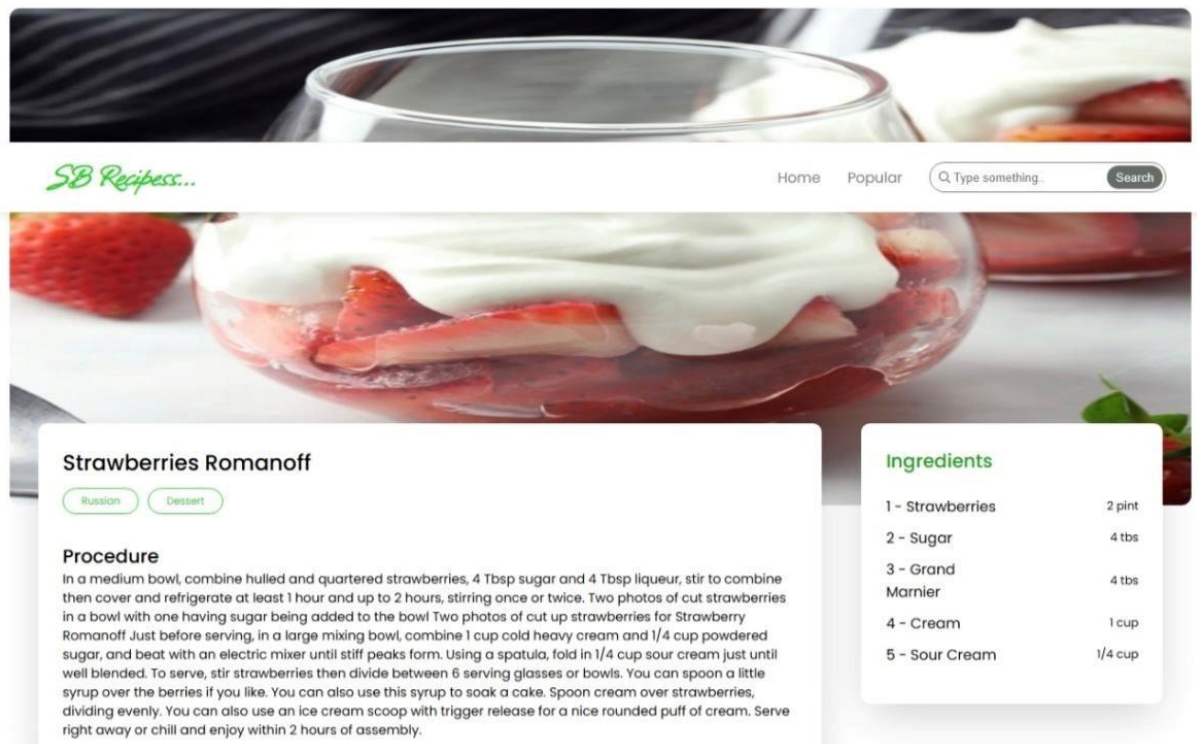 SB Recipess...
Home
Popular
Type something..
Search
Strawberries Romanoff
Russian
Dessert
Procedure
In a medium bowl, combine hulled and quartered strawberries, 4 Tbsp sugar and 4 Tbsp liqueur, stir to combine
then cover and refrigerate at least 1 hour and up to 2 hours, stirring once or twice. Two photos of cut strawberries
in a bowl with one having sugar being added to the bowl Two photos of cut up strawberries for Strawberry
Romanoff Just before serving, in a large mixing bowl, combine 1 cup cold heavy cream and 1/4 cup powdered
sugar, and beat with an electric mixer until stiff peaks form. Using a spatula, fold in 1/4 cup sour cream just until
well blended. To serve, stir strawberries then divide between 6 serving glasses or bowls. You can spoon a little
syrup over the berries if you like. You can also use this syrup to soak a cake. Spoon cream over strawberries,
dividing evenly. You can also use an ice cream scoop with trigger release for a nice rounded puff of cream. Serve
right away or chill and enjoy within 2 hours of assembly.
Ingredients
1 - Strawberries 2 pint
2 - Sugar 4 tbs
3 - Grand
Marnier 4 tbs
4 - Cream 1 cup
5 - Sour Cream 1/4 cup